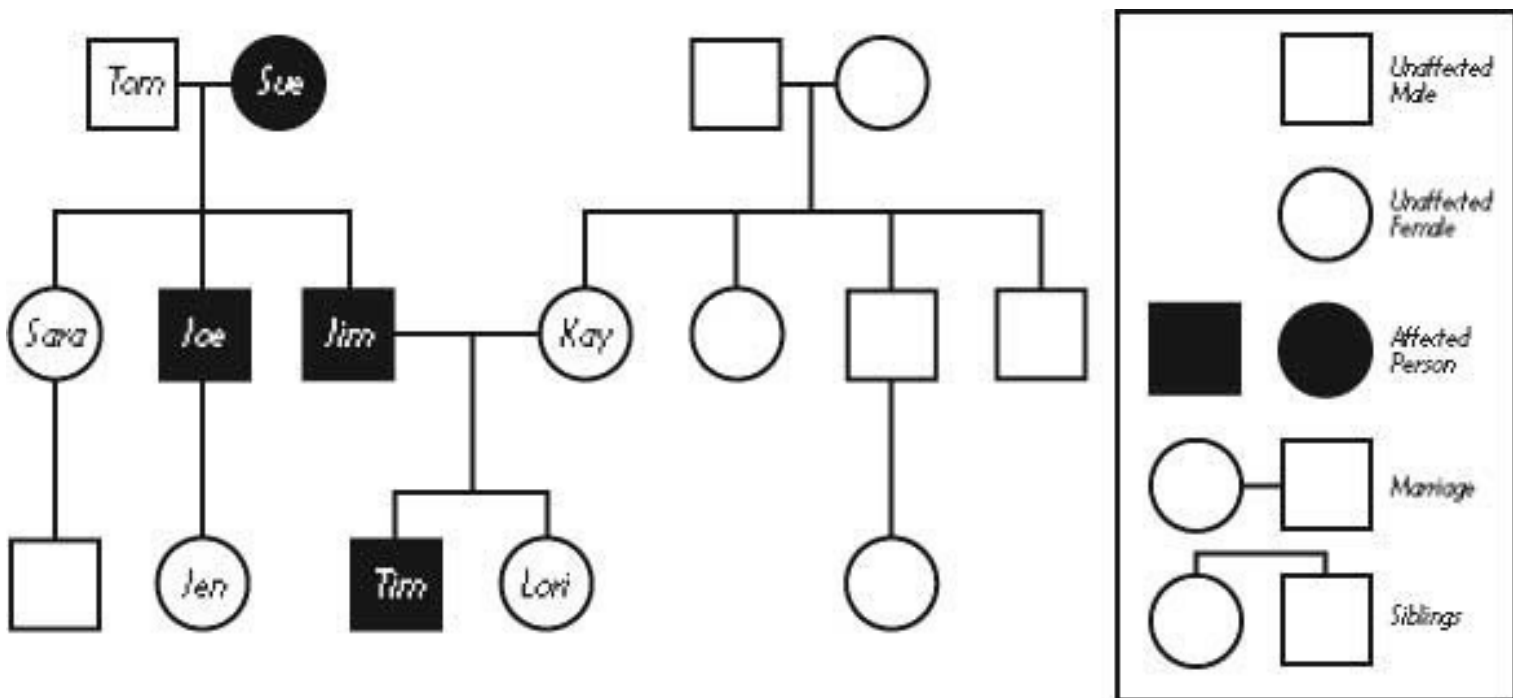 Tom
Sue
Sara
Joe
Jim
Kay
Jen
Tim
Lori
Unaffected
Male
Unaffected
Female
Affected
Person
Marriage
Siblings